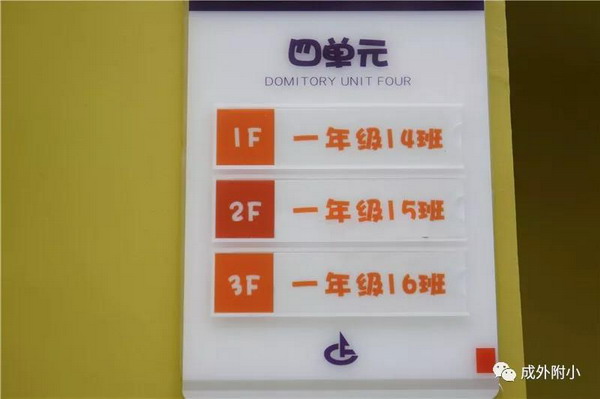 四单元
DOMITORY UNIT FOUR
1F 一年级14班
2F 一年级15班
3F 一年级16班
成外附小